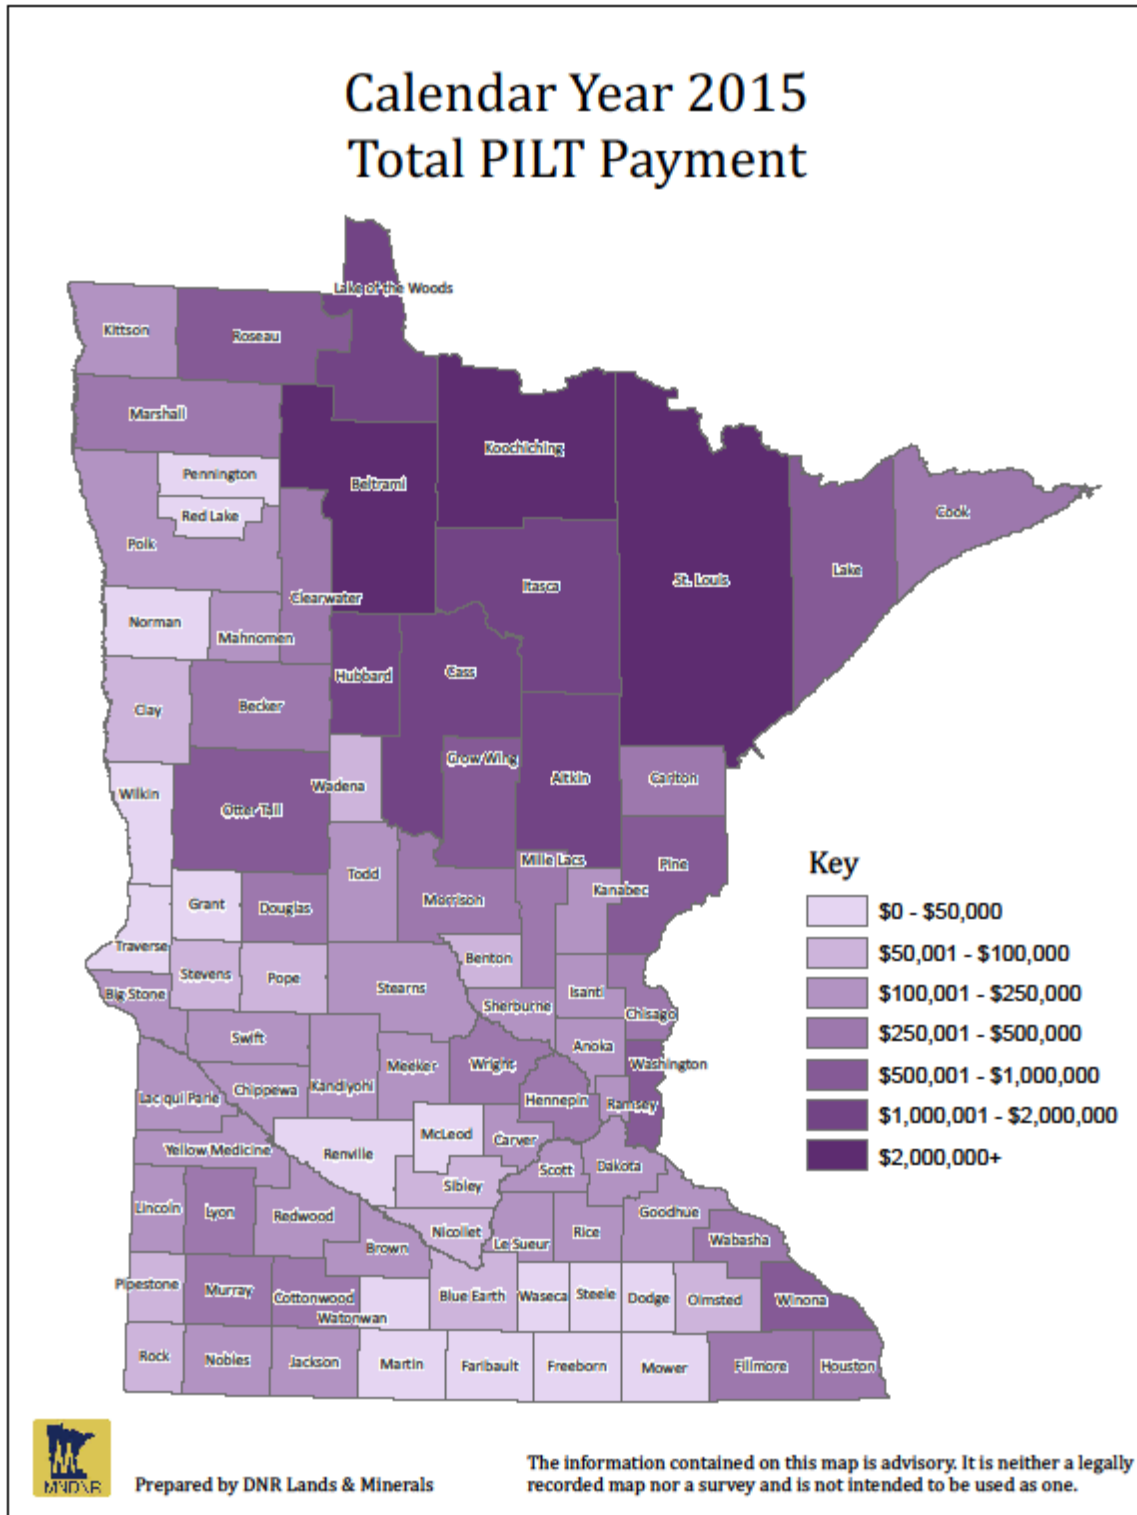 Calendar Year 2015
Total PILT Payment
Lake of the Woods
Kittson
Roseau
Marshall
Koochiching
Pennington
Beltrami
Red Lake
Cook
Polk
St. Louis
Lake
Itasca
Clearwater
Norman
Mahnomen
Hubbard
Cass
Clay
Becker
Crow Wing
Aitkin
Carlton
Wadena
Wilkin
Otter Tail
Mille Lacs
Pine
Todd
Kanabec
Morrison
Grant
Douglas
Traverse
Benton
Stevens
Pope
Stearns
Big Stone
Sherburne
Isanti
Chisago
Swift
Anoka
Meeker
Wright
Washington
Chippewa
Kandiyohi
Lac qui Parle
Hennepin
Ramsey
McLeod
Carver
Yellow Medicine
Renville
Scott
Dakota
Sibley
Lincoln
Lyon
Redwood
Goodhue
Nicollet
Rice
Le Sueur
Wabasha
Brown
Pipestone
Murray
Cottonwood
Blue Earth
Waseca
Steele
Dodge
Olmsted
Winona
Watonwan
Rock
Nobles
Jackson
Martin
Faribault
Freeborn
Mower
Fillmore
Houston
Key
$0 - $50,000
$50,001 - $100,000
$100,001 - $250,000
$250,001 - $500,000
$500,001 - $1,000,000
$1,000,001 - $2,000,000
$2,000,000+
MNDNR
Prepared by DNR Lands & Minerals
The information contained on this map is advisory. It is neither a legally
recorded map nor a survey and is not intended to be used as one.